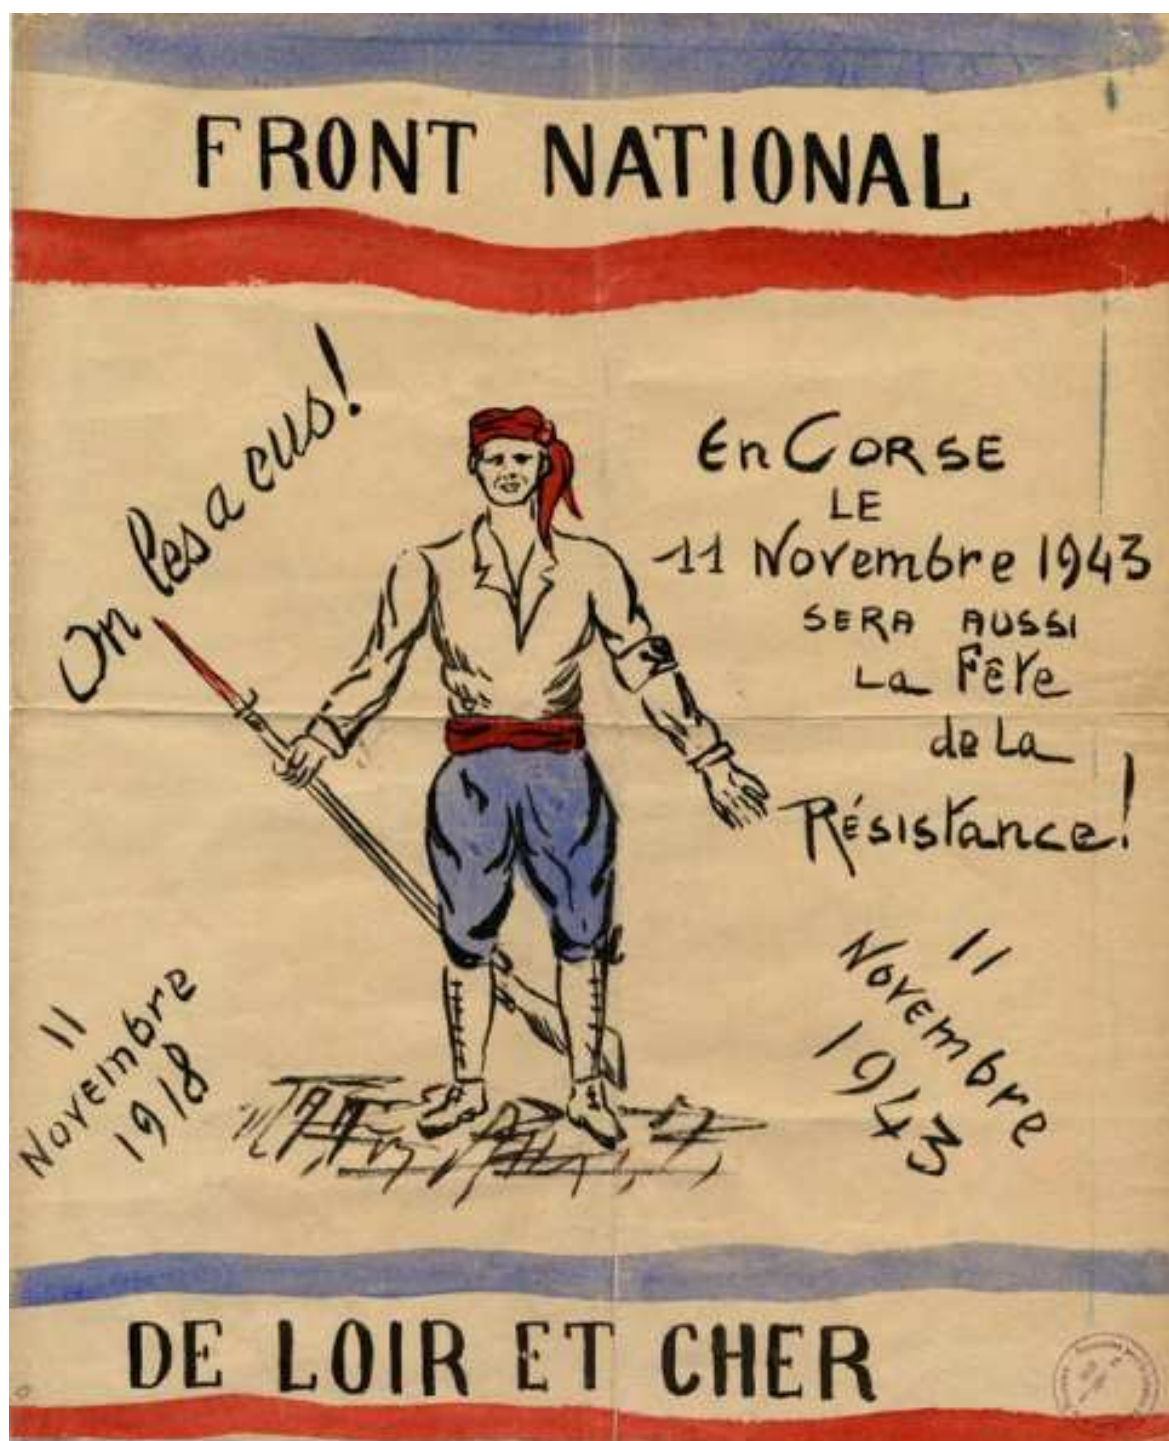 FRONT NATIONAL
On les a eus!
En CORSE
LE
11 Novembre 1943
SERA AUSSI
La Fête
de La
Résistance!
11
Novembre
1918
11
Novembre
1943
DE LOIR ET CHER